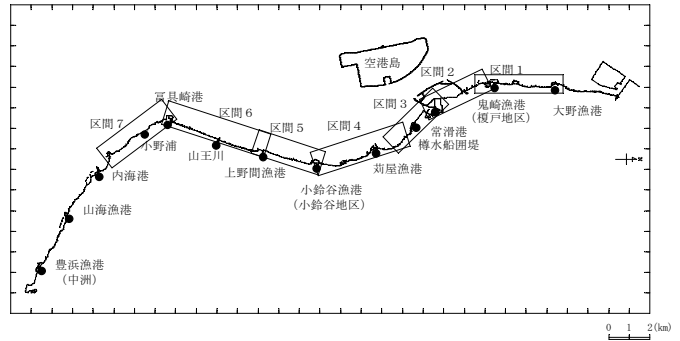 空港島
区間1
区間2
区間3
区間4
区間5
区間6
区間7
冨具崎港
大野漁港
鬼崎漁港
(榎戸地区)
常滑港
樽水船囲堤
苅屋漁港
小鈴谷漁港
(小鈴谷地区)
上野間漁港
山王川
小野浦
内海港
山海漁港
豊浜漁港
(中洲)
0 1 2(km)